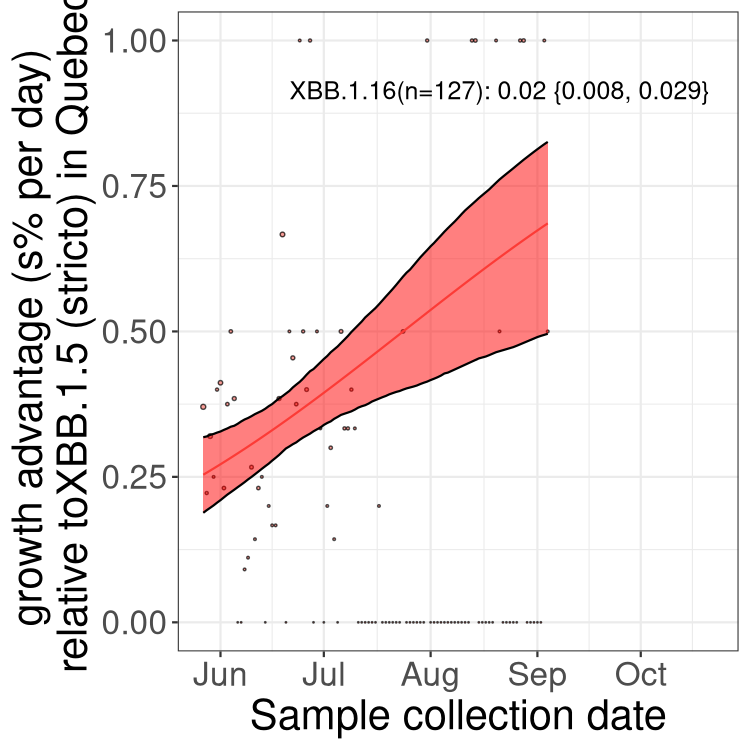 growth advantage (s% per day)
relative toXBB.1.5 (stricto) in Quebec
1.00
0.75
0.50
0.25
0.00
XBB.1.16(n=127): 0.02 {0.008, 0.029}
Jun Jul Aug Sep Oct
Sample collection date